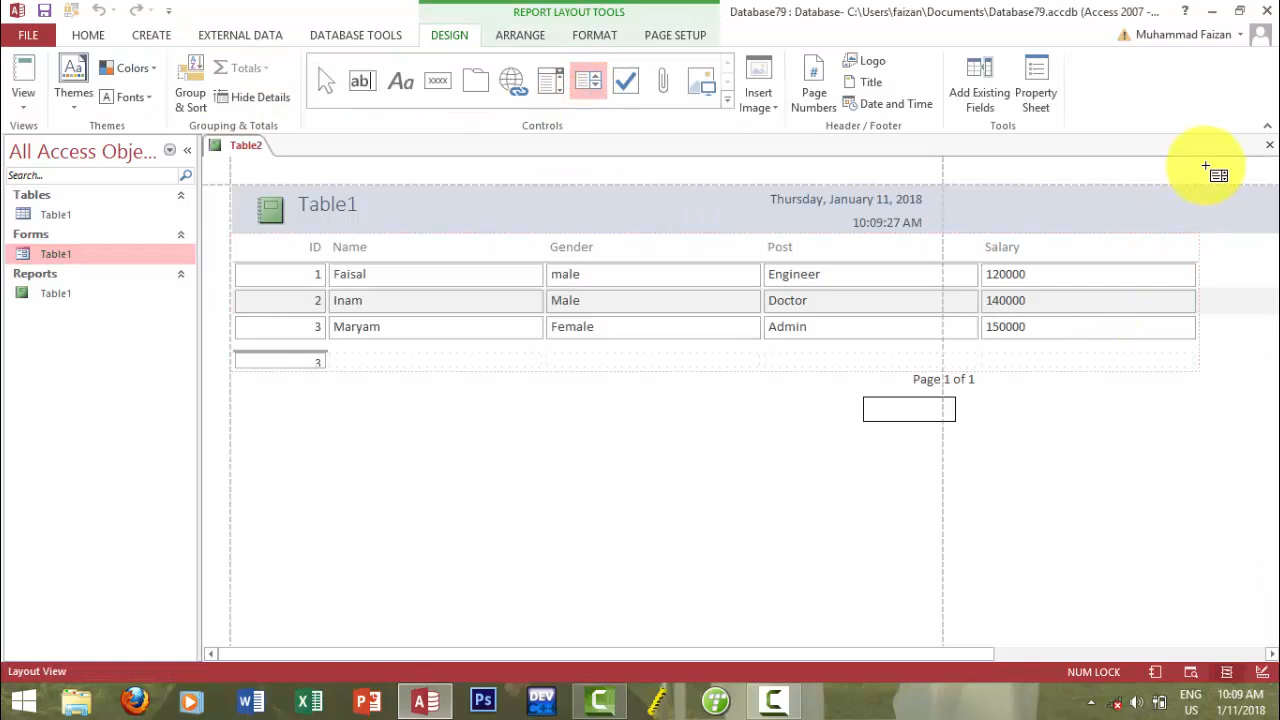 REPORT LAYOUT TOOLS
Database79 : Database- C:\Users\faizan\Documents\Database79.accdb (Access 2007 -...
FILE HOME CREATE EXTERNAL DATA DATABASE TOOLS DESIGN ARRANGE FORMAT PAGE SETUP
Muhammad Faizan
View
Views
Themes
Colors
Fonts
Themes
Group & Sort
Totals
Hide Details
Grouping & Totals
ab|
Aa
xxxx
Controls
Insert Image
Page Numbers
Logo
Title
Date and Time
Header / Footer
Add Existing Fields
Property Sheet
Tools
All Access Obje...
Search...
Tables
Table1
Forms
Table1
Reports
Table1
Table2
Table1
Thursday, January 11, 2018
10:09:27 AM
ID Name Gender Post Salary
1 Faisal male Engineer 120000
2 Inam Male Doctor 140000
3 Maryam Female Admin 150000
3
Page 1 of 1
Layout View
NUM LOCK
ENG
US
10:09 AM
1/11/2018